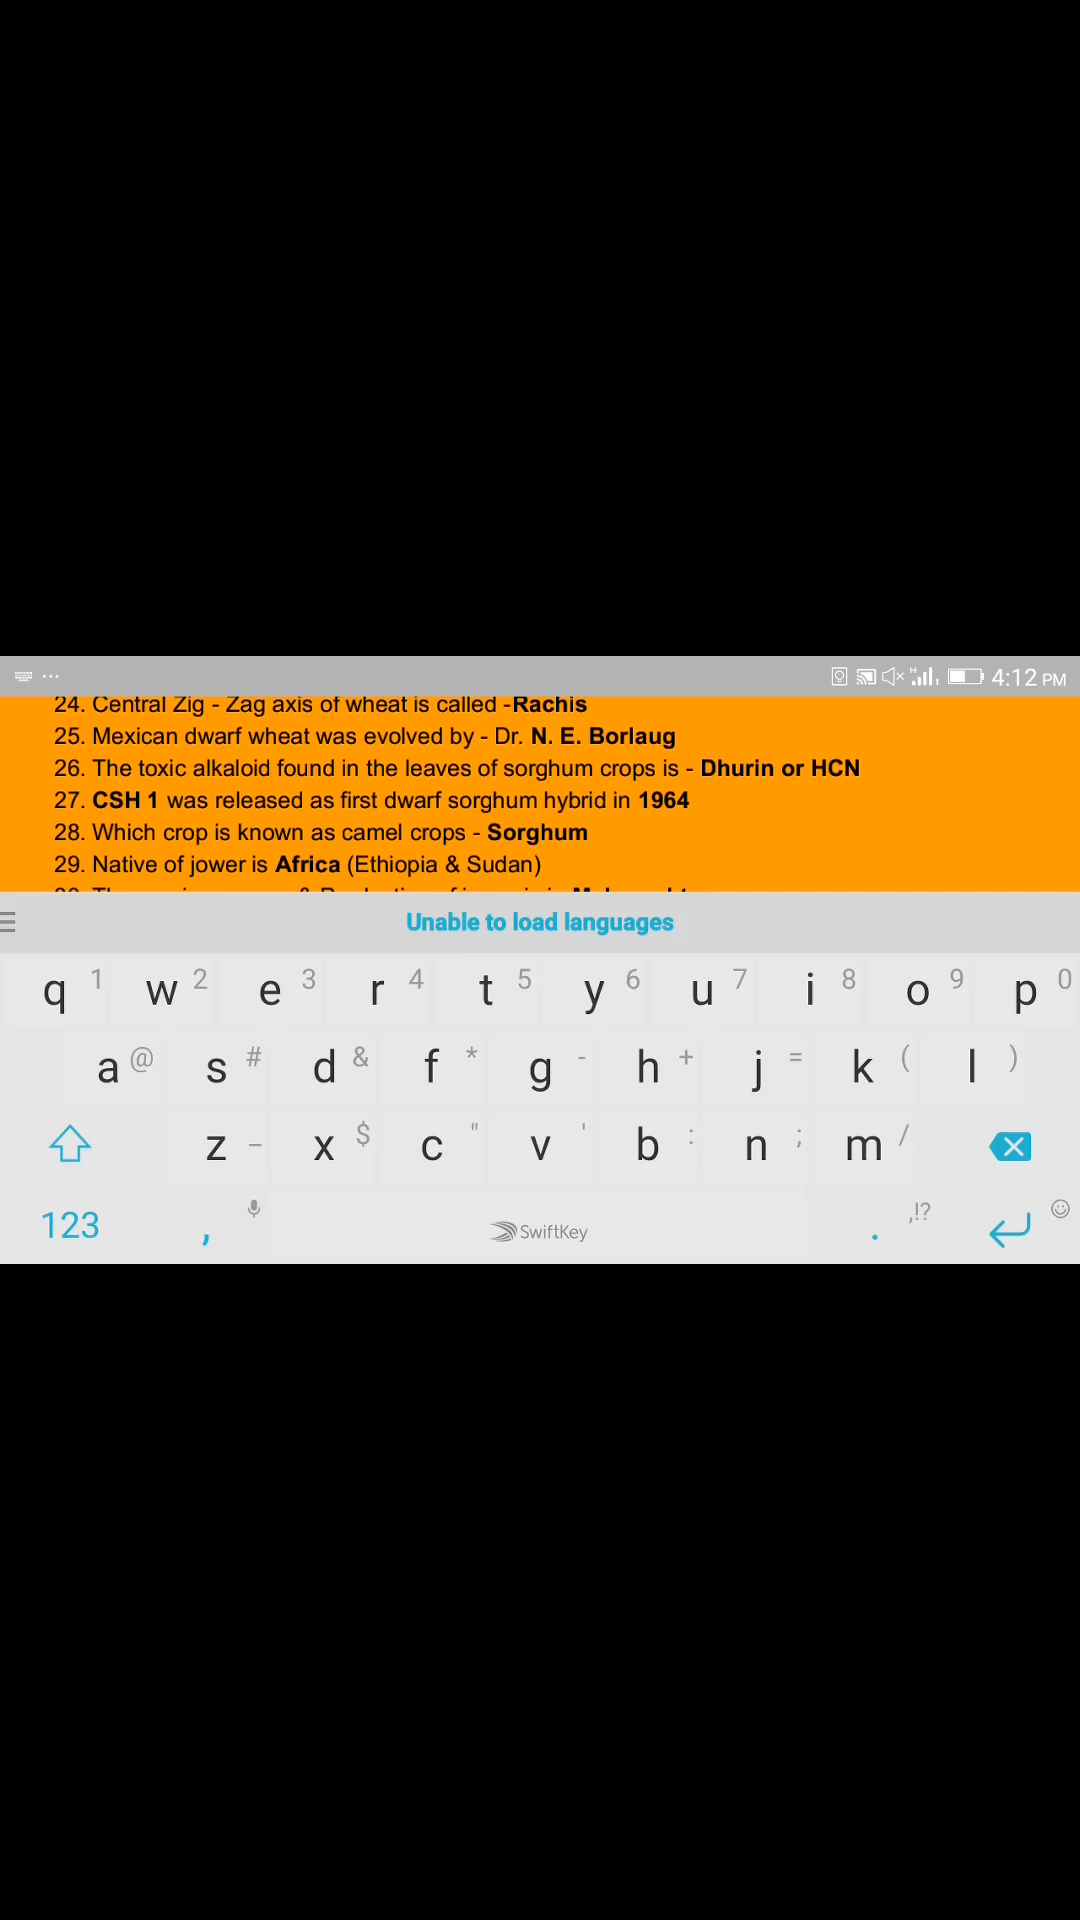 4:12 PM
24. Central Zig - Zag axis of wheat is called -Rachis
25. Mexican dwarf wheat was evolved by - Dr. N. E. Borlaug
26. The toxic alkaloid found in the leaves of sorghum crops is - Dhurin or HCN
27. CSH 1 was released as first dwarf sorghum hybrid in 1964
28. Which crop is known as camel crops - Sorghum
29. Native of jower is Africa (Ethiopia & Sudan)
Unable to load languages
q 1 w 2 e 3 r 4 t 5 y 6 u 7 i 8 o 9 p 0
a @ s # d & f * g - h + j = k ( l )
z _ x $ c " v ' b : n ; m /
123 , SwiftKey . ,!?